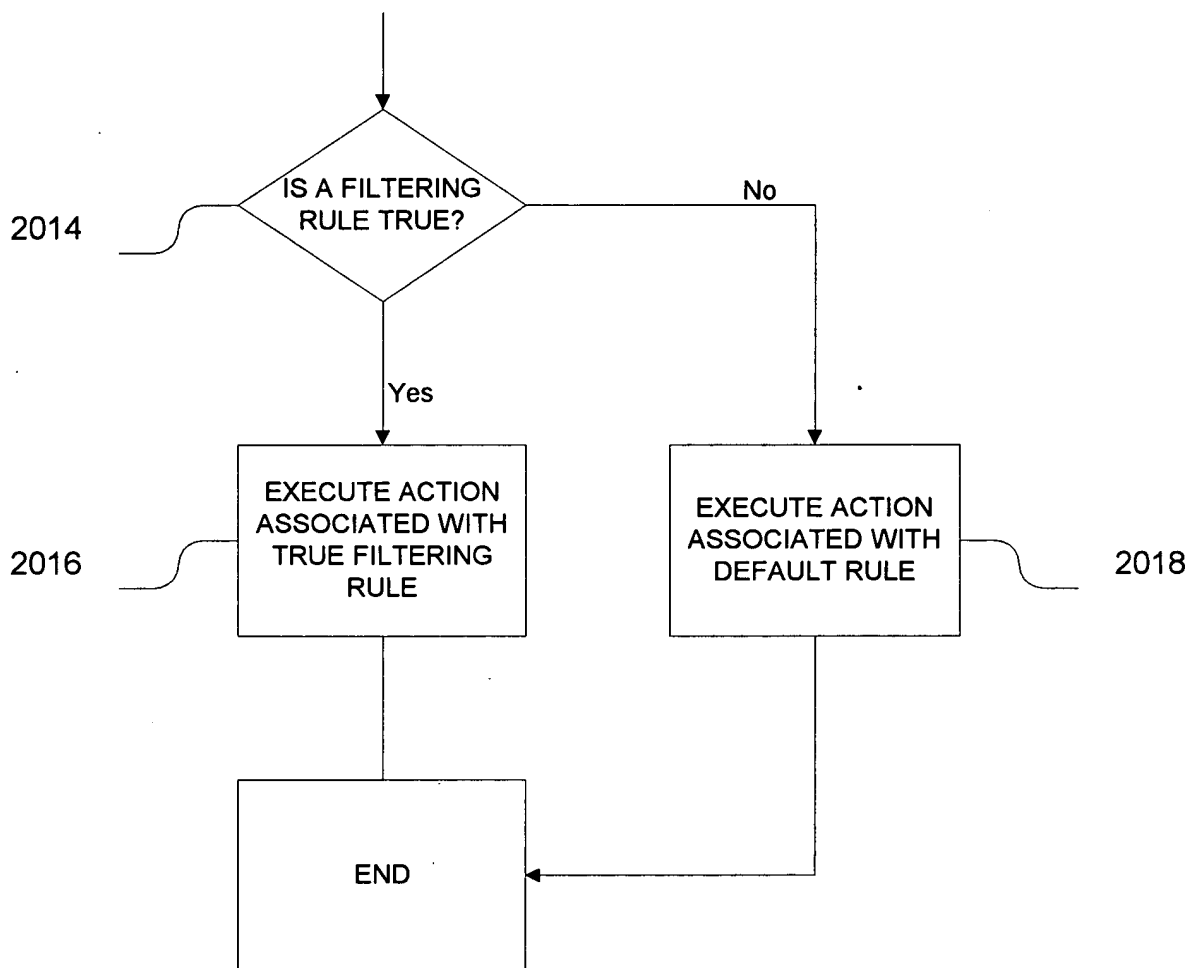 IS A FILTERING
RULE TRUE?
No
2014
Yes
EXECUTE ACTION
ASSOCIATED WITH
TRUE FILTERING
RULE
EXECUTE ACTION
ASSOCIATED WITH
DEFAULT RULE
2016
2018
END